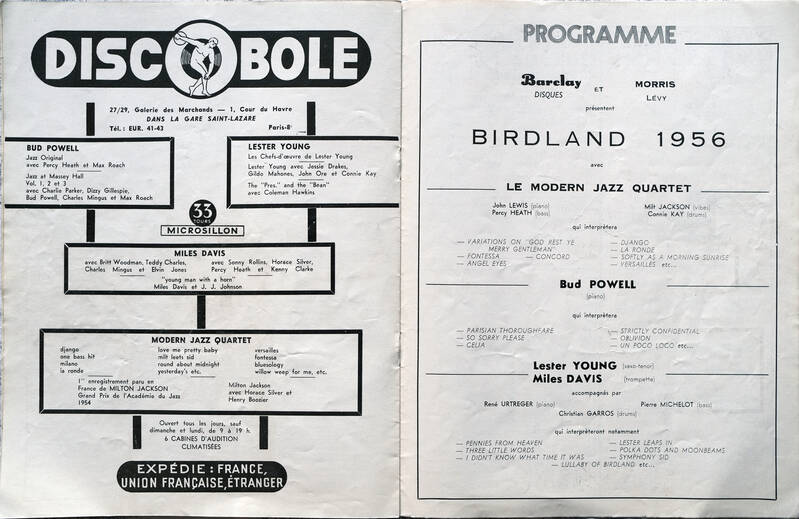 DISCOBOLE
27/29, Galerie des Marchands — 1, Cour du Havre
DANS LA GARE SAINT-LAZARE
Tél. : EUR. 41-43
Paris-8e
BUD POWELL
Jazz Original
avec Percy Heath et Max Roach
Jazz at Massey Hall
Vol. 1, 2 et 3
avec Charlie Parker, Dizzy Gillespie,
Bud Powell, Charles Mingus et Max Roach
LESTER YOUNG
Les Chefs-d'œuvre de Lester Young
Lester Young avec Jessie Drakes,
Gildo Mahones, John Ore et Connie Kay
The "Pres." and the "Bean"
avec Coleman Hawkins
33
TOURS
MICROSILLON
MILES DAVIS
avec Britt Woodman, Teddy Charles,
Charles Mingus et Elvin Jones
avec Sonny Rollins, Horace Silver,
Percy Heath et Kenny Clarke
"young man with a horn"
Miles Davis et J. J. Johnson
MODERN JAZZ QUARTET
django
one bass hit
milano
la ronde
love me pretty baby
milt leets sid
round about midnight
yesterday's etc.
versailles
fontessa
bluesology
willow weep for me, etc.
1er enregistrement paru en
France de MILTON JACKSON
Grand Prix de l'Académie du Jazz
1954
Milton Jackson
avec Horace Silver et
Henry Boozier
Ouvert tous les jours, sauf
dimanche et lundi, de 9 à 19 h.
6 CABINES D'AUDITION
CLIMATISÉES
EXPÉDIE : FRANCE,
UNION FRANÇAISE, ÉTRANGER
PROGRAMME
Barclay
DISQUES
ET
MORRIS
LÉVY
présentent
BIRDLAND 1956
avec
LE MODERN JAZZ QUARTET
John LEWIS (piano)
Percy HEATH (bass)
Milt JACKSON (vibes)
Connie KAY (drums)
qui interprètera
— VARIATIONS ON "GOD REST YE
MERRY GENTLEMAN"
— FONTESSA — CONCORD
— ANGEL EYES
— DJANGO
— LA RONDE
— SOFTLY AS A MORNING SUNRISE
— VERSAILLES etc...
Bud POWELL
(piano)
qui interprètera
— PARISIAN THOROUGHFARE
— SO SORRY PLEASE
— CELIA
— STRICTLY CONFIDENTIAL
— OBLIVION
— UN POCO LOCO etc...
Lester YOUNG (saxo-tenor)
Miles DAVIS (trompette)
accompagnés par
René URTREGER (piano)
Pierre MICHELOT (bass)
Christian GARROS (drums)
qui interprèteront notamment
— PENNIES FROM HEAVEN
— THREE LITTLE WORDS
— I DIDN'T KNOW WHAT TIME IT WAS
— LESTER LEAPS IN
— POLKA DOTS AND MOONBEAMS
— SYMPHONY SID
— LULLABY OF BIRDLAND etc...